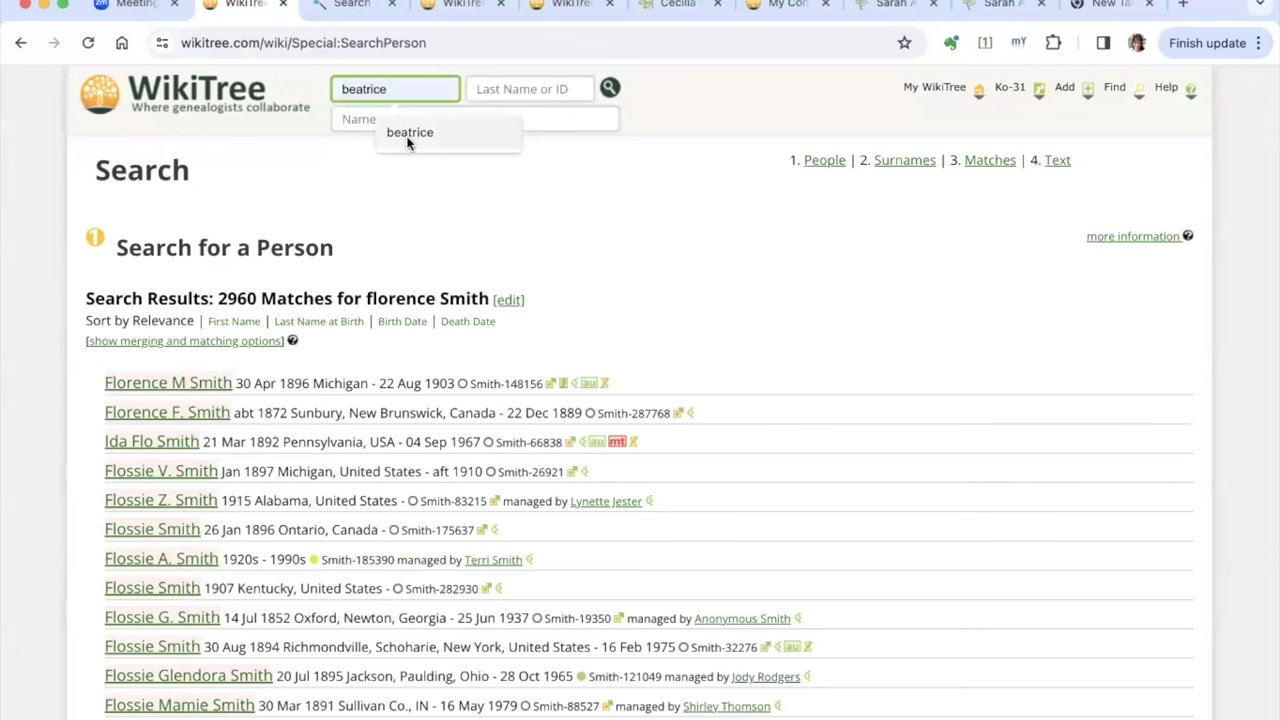 Meeting
WikiTre
Search
WikiTre
WikiTre
Cecilia
My Con
Sarah A
Sarah A
New Ta
wikitree.com/wiki/Special:SearchPerson
[1]
mY
Finish update
WikiTree
Where genealogists collaborate
beatrice
Last Name or ID
Name
beatrice
My WikiTree
Ko-31
Add
Find
Help
Search
1. People | 2. Surnames | 3. Matches | 4. Text
1 Search for a Person
more information
Search Results: 2960 Matches for florence Smith [edit]
Sort by Relevance | First Name | Last Name at Birth | Birth Date | Death Date
[show merging and matching options]
Florence M Smith 30 Apr 1896 Michigan - 22 Aug 1903 Smith-148156 au
Florence F. Smith abt 1872 Sunbury, New Brunswick, Canada - 22 Dec 1889 Smith-287768
Ida Flo Smith 21 Mar 1892 Pennsylvania, USA - 04 Sep 1967 Smith-66838 au mt
Flossie V. Smith Jan 1897 Michigan, United States - aft 1910 Smith-26921
Flossie Z. Smith 1915 Alabama, United States - Smith-83215 managed by Lynette Jester
Flossie Smith 26 Jan 1896 Ontario, Canada - Smith-175637
Flossie A. Smith 1920s - 1990s Smith-185390 managed by Terri Smith
Flossie Smith 1907 Kentucky, United States - Smith-282930
Flossie G. Smith 14 Jul 1852 Oxford, Newton, Georgia - 25 Jun 1937 Smith-19350 managed by Anonymous Smith
Flossie Smith 30 Aug 1894 Richmondville, Schoharie, New York, United States - 16 Feb 1975 Smith-32276 au
Flossie Glendora Smith 20 Jul 1895 Jackson, Paulding, Ohio - 28 Oct 1965 Smith-121049 managed by Jody Rodgers
Flossie Mamie Smith 30 Mar 1891 Sullivan Co., IN - 16 May 1979 Smith-88527 managed by Shirley Thomson